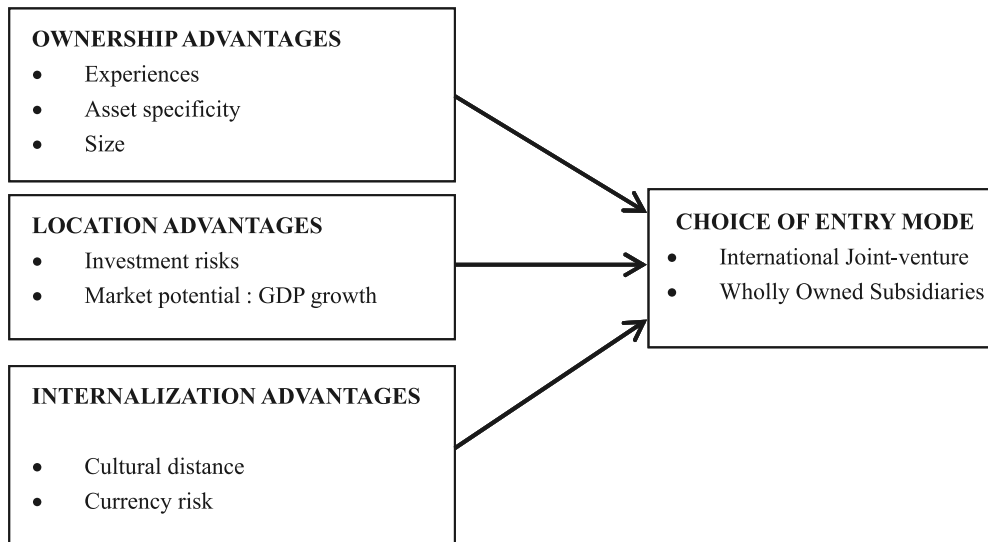 OWNERSHIP ADVANTAGES
• Experiences
• Asset specificity
• Size
LOCATION ADVANTAGES
• Investment risks
• Market potential : GDP growth
INTERNALIZATION ADVANTAGES
• Cultural distance
• Currency risk
CHOICE OF ENTRY MODE
• International Joint-venture
• Wholly Owned Subsidiaries